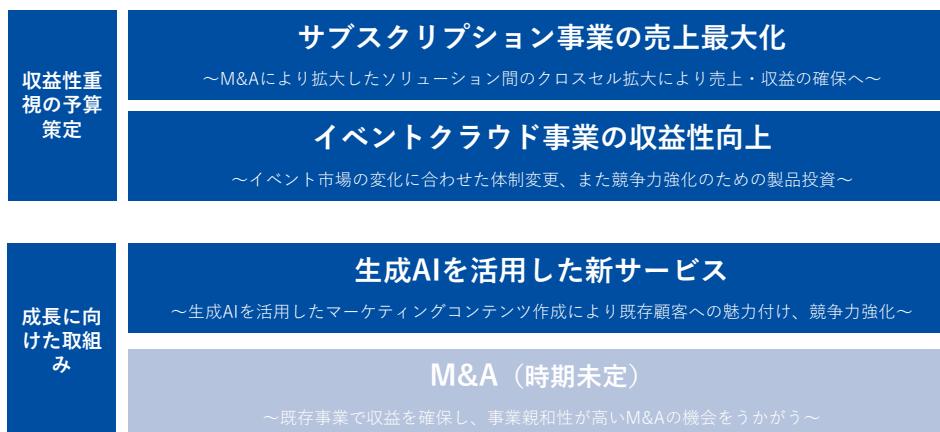 収益性重
視の予算
策定
サブスクリプション事業の売上最大化
～M&Aにより拡大したソリューション間のクロスセル拡大により売上・収益の確保へ～
イベントクラウド事業の収益性向上
～イベント市場の変化に合わせた体制変更、また競争力強化のための製品投資～
成長に向
けた取組
み
生成AIを活用した新サービス
～生成AIを活用したマーケティングコンテンツ作成により既存顧客への魅力付け、競争力強化～
M&A（時期未定）
～既存事業で収益を確保し、事業親和性が高いM&Aの機会をうかがう～